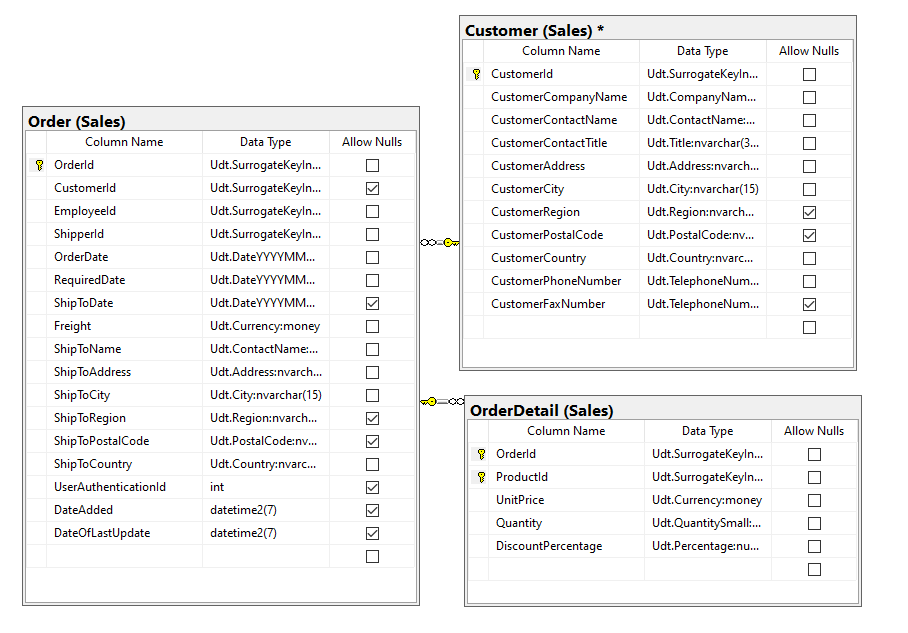 Customer (Sales) *
Column Name Data Type Allow Nulls
CustomerId Udt.SurrogateKeyIn...
CustomerCompanyName Udt.CompanyNam...
CustomerContactName Udt.ContactName:...
CustomerContactTitle Udt.Title:nvarchar(3...
CustomerAddress Udt.Address:nvarch...
CustomerCity Udt.City:nvarchar(15)
CustomerRegion Udt.Region:nvarch...
CustomerPostalCode Udt.PostalCode:nv...
CustomerCountry Udt.Country:nvarc...
CustomerPhoneNumber Udt.TelephoneNum...
CustomerFaxNumber Udt.TelephoneNum...
Order (Sales)
Column Name Data Type Allow Nulls
OrderId Udt.SurrogateKeyIn...
CustomerId Udt.SurrogateKeyIn...
EmployeeId Udt.SurrogateKeyIn...
ShipperId Udt.SurrogateKeyIn...
OrderDate Udt.DateYYYYMM...
RequiredDate Udt.DateYYYYMM...
ShipToDate Udt.DateYYYYMM...
Freight Udt.Currency:money
ShipToName Udt.ContactName:...
ShipToAddress Udt.Address:nvarch...
ShipToCity Udt.City:nvarchar(15)
ShipToRegion Udt.Region:nvarch...
ShipToPostalCode Udt.PostalCode:nv...
ShipToCountry Udt.Country:nvarc...
UserAuthenticationId int
DateAdded datetime2(7)
DateOfLastUpdate datetime2(7)
OrderDetail (Sales)
Column Name Data Type Allow Nulls
OrderId Udt.SurrogateKeyIn...
ProductId Udt.SurrogateKeyIn...
UnitPrice Udt.Currency:money
Quantity Udt.QuantitySmall:...
DiscountPercentage Udt.Percentage:nu...